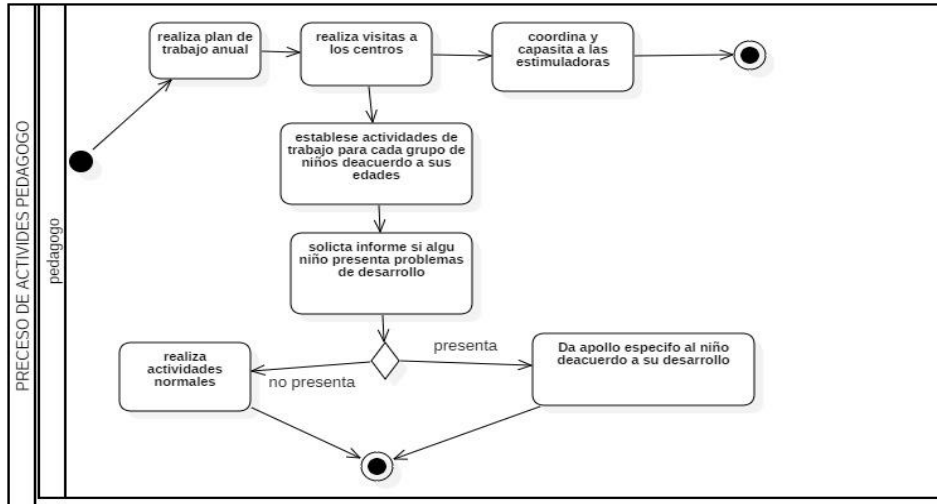 PRECESO DE ACTIVIDES PEDAGOGO
pedagogo
realiza plan de
trabajo anual
realiza visitas a
los centros
coordina y
capasita a las
estimuladoras
establese actividades de
trabajo para cada grupo de
niños deacuerdo a sus
edades
solicta informe si algu
niño presenta problemas
de desarrollo
presenta
no presenta
realiza
actividades
normales
Da apollo especifo al niño
deacuerdo a su desarrollo